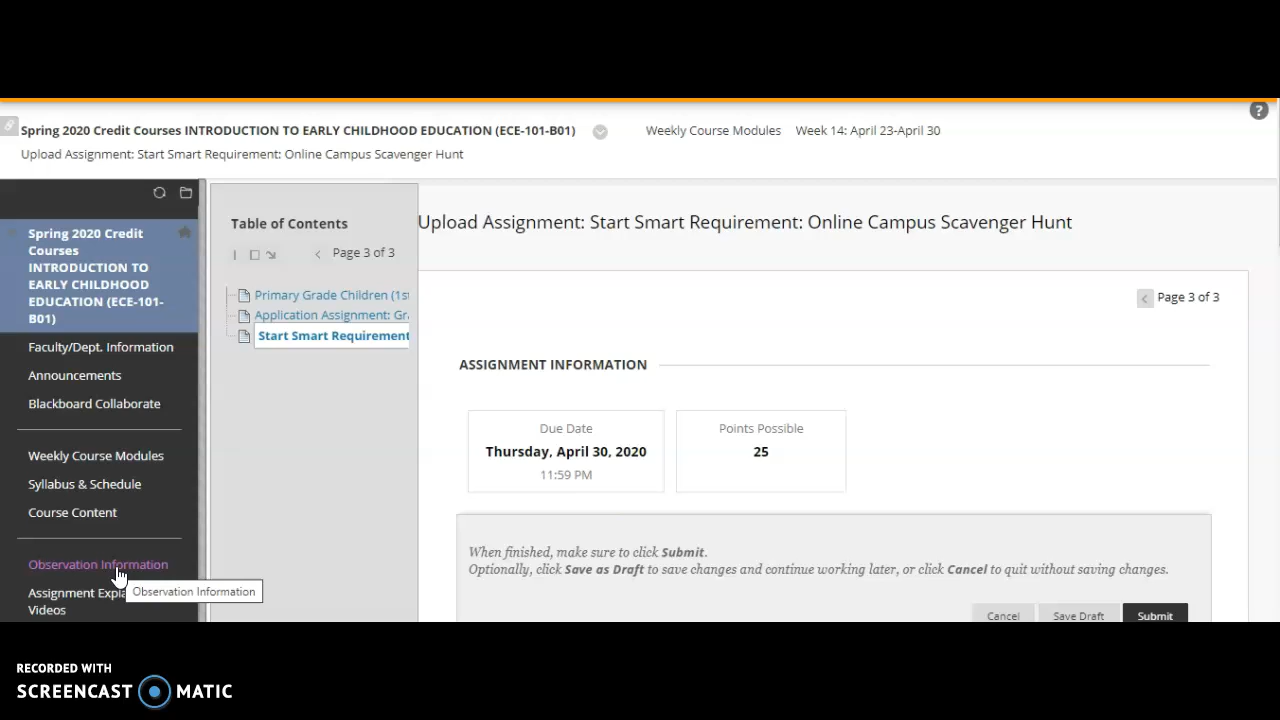 ?
Spring 2020 Credit Courses INTRODUCTION TO EARLY CHILDHOOD EDUCATION (ECE-101-B01) Weekly Course Modules Week 14: April 23-April 30
Upload Assignment: Start Smart Requirement: Online Campus Scavenger Hunt
Spring 2020 Credit
Courses
INTRODUCTION TO
EARLY CHILDHOOD
EDUCATION (ECE-101-
B01)
Faculty/Dept. Information
Announcements
Blackboard Collaborate
Weekly Course Modules
Syllabus & Schedule
Course Content
Observation Information
Assignment Expla
Videos
Observation Information
Table of Contents
Page 3 of 3
Primary Grade Children (1st
Application Assignment: Gr
Start Smart Requirement
Upload Assignment: Start Smart Requirement: Online Campus Scavenger Hunt
Page 3 of 3
ASSIGNMENT INFORMATION
Due Date
Thursday, April 30, 2020
11:59 PM
Points Possible
25
When finished, make sure to click Submit.
Optionally, click Save as Draft to save changes and continue working later, or click Cancel to quit without saving changes.
Cancel Save Draft Submit
RECORDED WITH
SCREENCAST MATIC